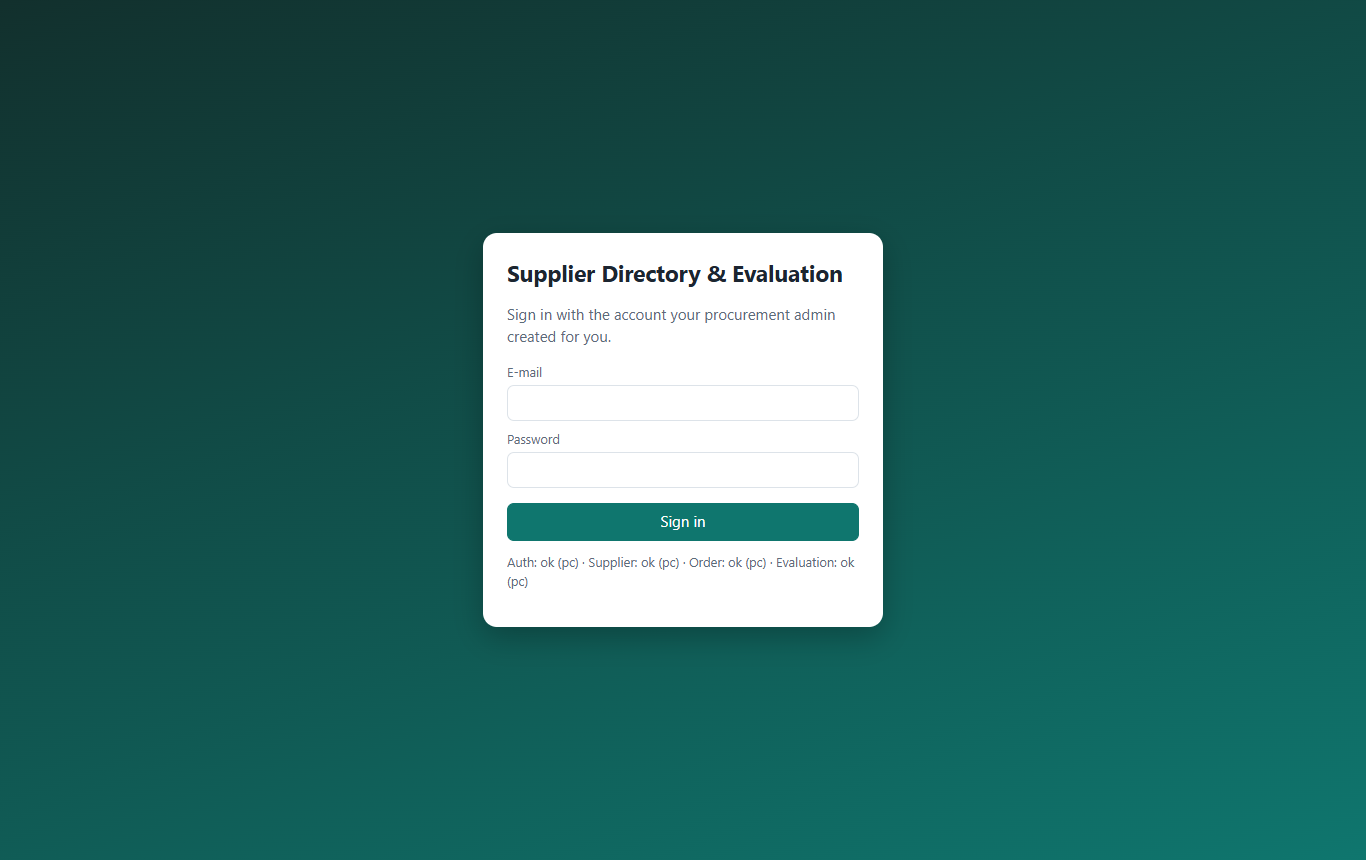 Supplier Directory & Evaluation
Sign in with the account your procurement admin
created for you.
E-mail
Password
Sign in
Auth: ok (pc) · Supplier: ok (pc) · Order: ok (pc) · Evaluation: ok
(pc)